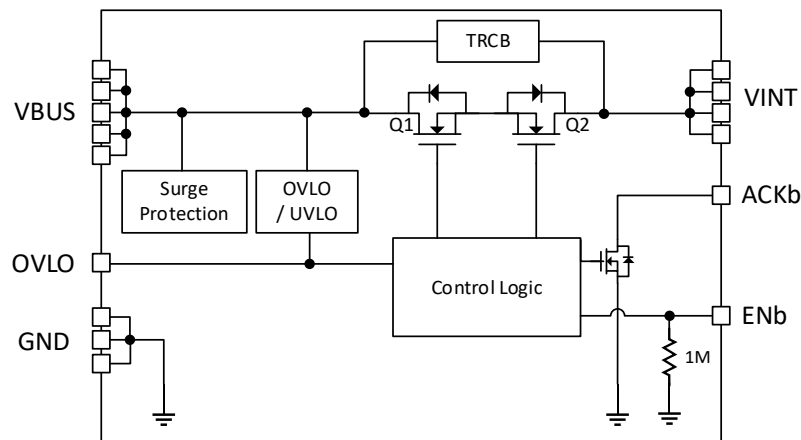 TRCB
VBUS
VINT
Q1
Q2
Surge
Protection
OVLO
/ UVLO
ACKb
OVLO
Control Logic
ENb
GND
1M